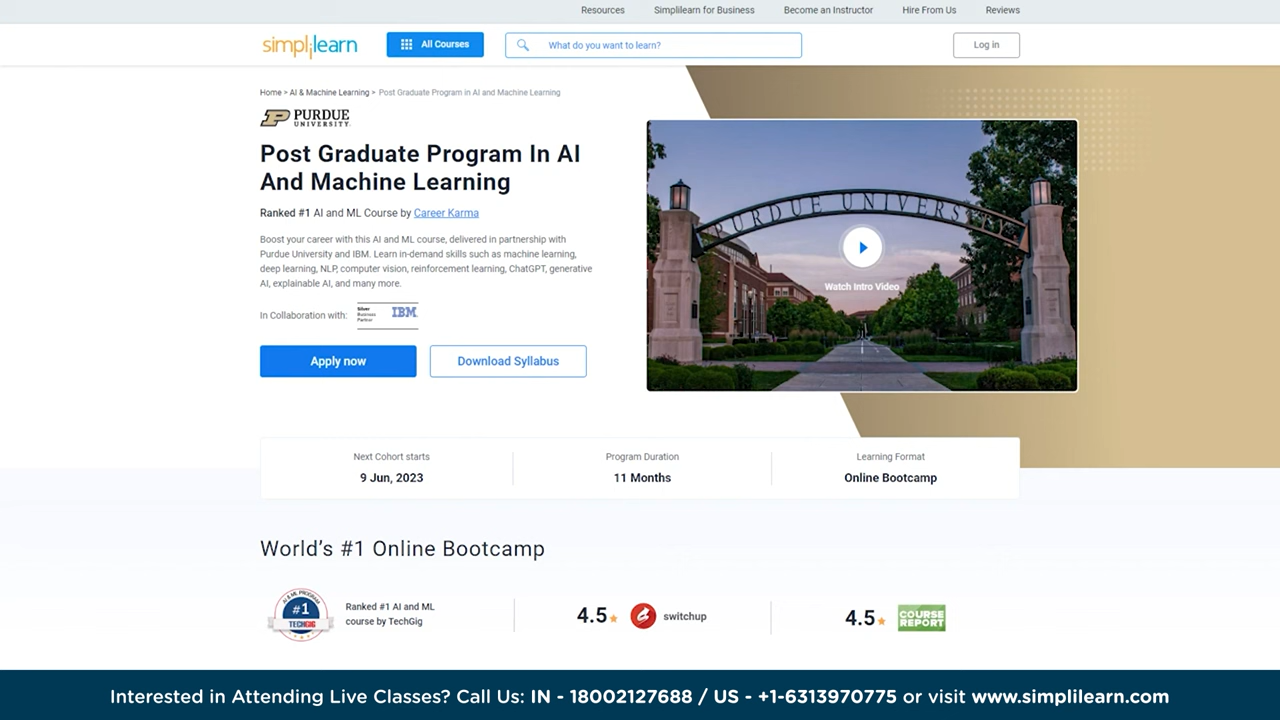 Resources Simplilearn for Business Become an Instructor Hire From Us Reviews
simplilearn All Courses What do you want to learn? Log in
Home > AI & Machine Learning > Post Graduate Program in AI and Machine Learning
PURDUE
UNIVERSITY.
Post Graduate Program In AI
And Machine Learning
Ranked #1 AI and ML Course by Career Karma
Boost your career with this AI and ML course, delivered in partnership with
Purdue University and IBM. Learn in-demand skills such as machine learning,
deep learning, NLP, computer vision, reinforcement learning, ChatGPT, generative
AI, explainable AI, and many more.
In Collaboration with:
Silver
Business
Partner
IBM
Apply now Download Syllabus
PURDUE UNIVERSITY
Watch Intro Video
Next Cohort starts
9 Jun, 2023
Program Duration
11 Months
Learning Format
Online Bootcamp
World's #1 Online Bootcamp
AI & ML PROGRAM
#1
TECHGIG
Ranked #1 AI and ML
course by TechGig
4.5 switchup
4.5 COURSE
REPORT
Interested in Attending Live Classes? Call Us: IN - 18002127688 / US - +1-6313970775 or visit www.simplilearn.com